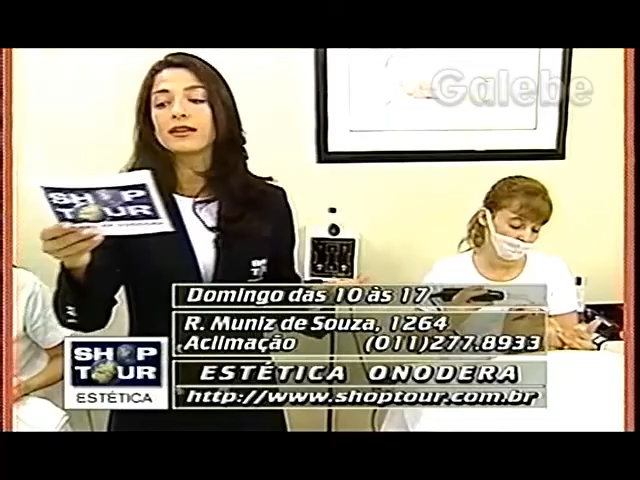 Galebe
SHOP
TOUR
Domingo das 10 às 17
R. Muniz de Souza, 1264
Aclimação (011)277.8933
SHOP
TOUR
ESTÉTICA
ESTÉTICA ONODERA
http://www.shoptour.com.br